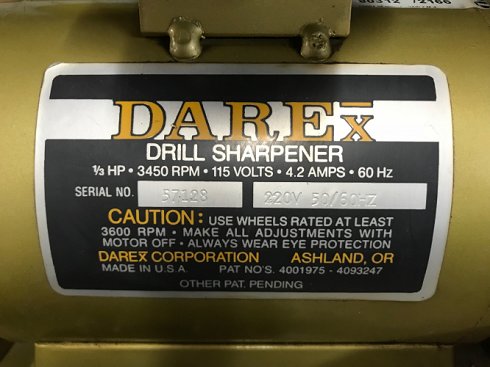 DAREX
DRILL SHARPENER
1/3 HP • 3450 RPM • 115 VOLTS • 4.2 AMPS • 60 Hz
SERIAL NO. 57128 220V 50/60HZ
CAUTION: USE WHEELS RATED AT LEAST
3600 RPM • MAKE ALL ADJUSTMENTS WITH
MOTOR OFF • ALWAYS WEAR EYE PROTECTION
DAREX CORPORATION ASHLAND, OR
MADE IN U.S.A. PAT NO'S. 4001975 - 4093247
OTHER PAT. PENDING